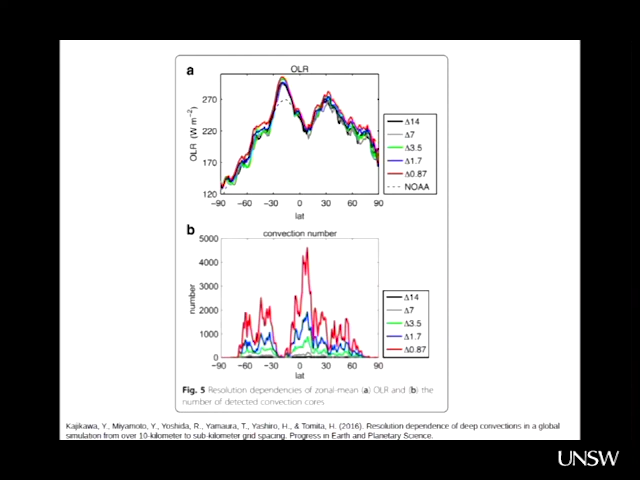 a
OLR
OLR (W m⁻²)
270
220
170
120
−90 −60 −30 0 30 60 90
lat
Δ14
Δ7
Δ3.5
Δ1.7
Δ0.87
NOAA
b
convection number
number
5000
4000
3000
2000
1000
0
−90 −60 −30 0 30 60 90
lat
Δ14
Δ7
Δ3.5
Δ1.7
Δ0.87
Fig. 5 Resolution dependencies of zonal-mean (a) OLR and (b) the
number of detected convection cores
Kajikawa, Y., Miyamoto, Y., Yoshida, R., Yamaura, T., Yashiro, H., & Tomita, H. (2016). Resolution dependence of deep convections in a global
simulation from over 10-kilometer to sub-kilometer grid spacing. Progress in Earth and Planetary Science.
UNSW